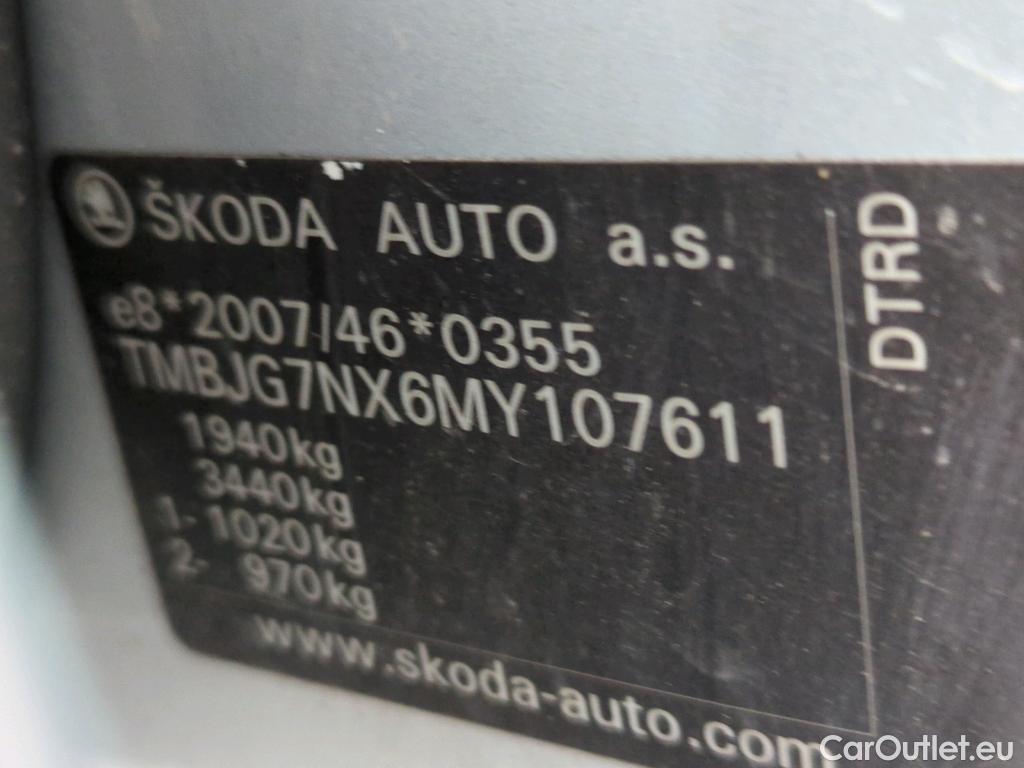 ŠKODA AUTO a.s.
e8*2007/46*0355
TMBJG7NX6MY107611
1940kg
3440kg
1- 1020kg
2- 970kg
www.skoda-auto.com
DTRD
CarOutlet.eu